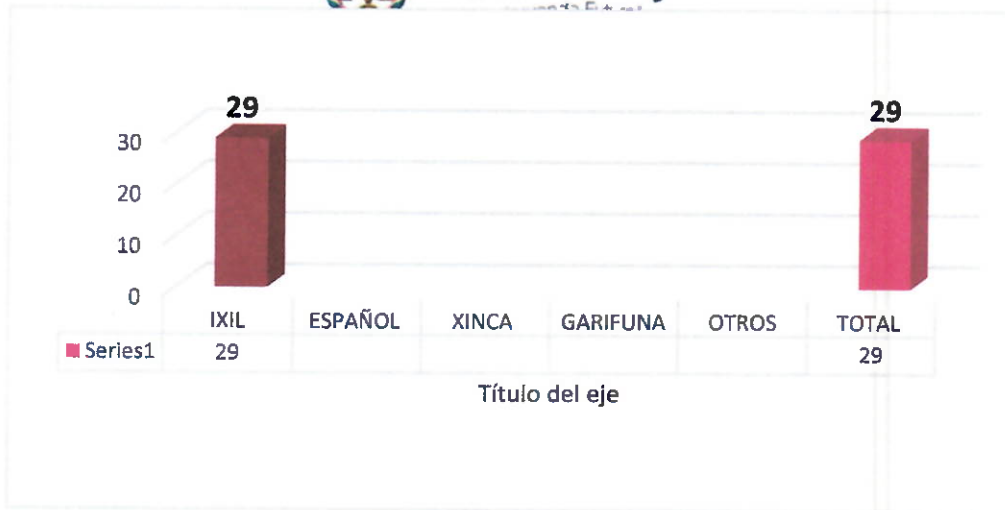 29 29
30
20
10
0
IXIL ESPAÑOL XINCA GARIFUNA OTROS TOTAL
Series1 29 29
Título del eje